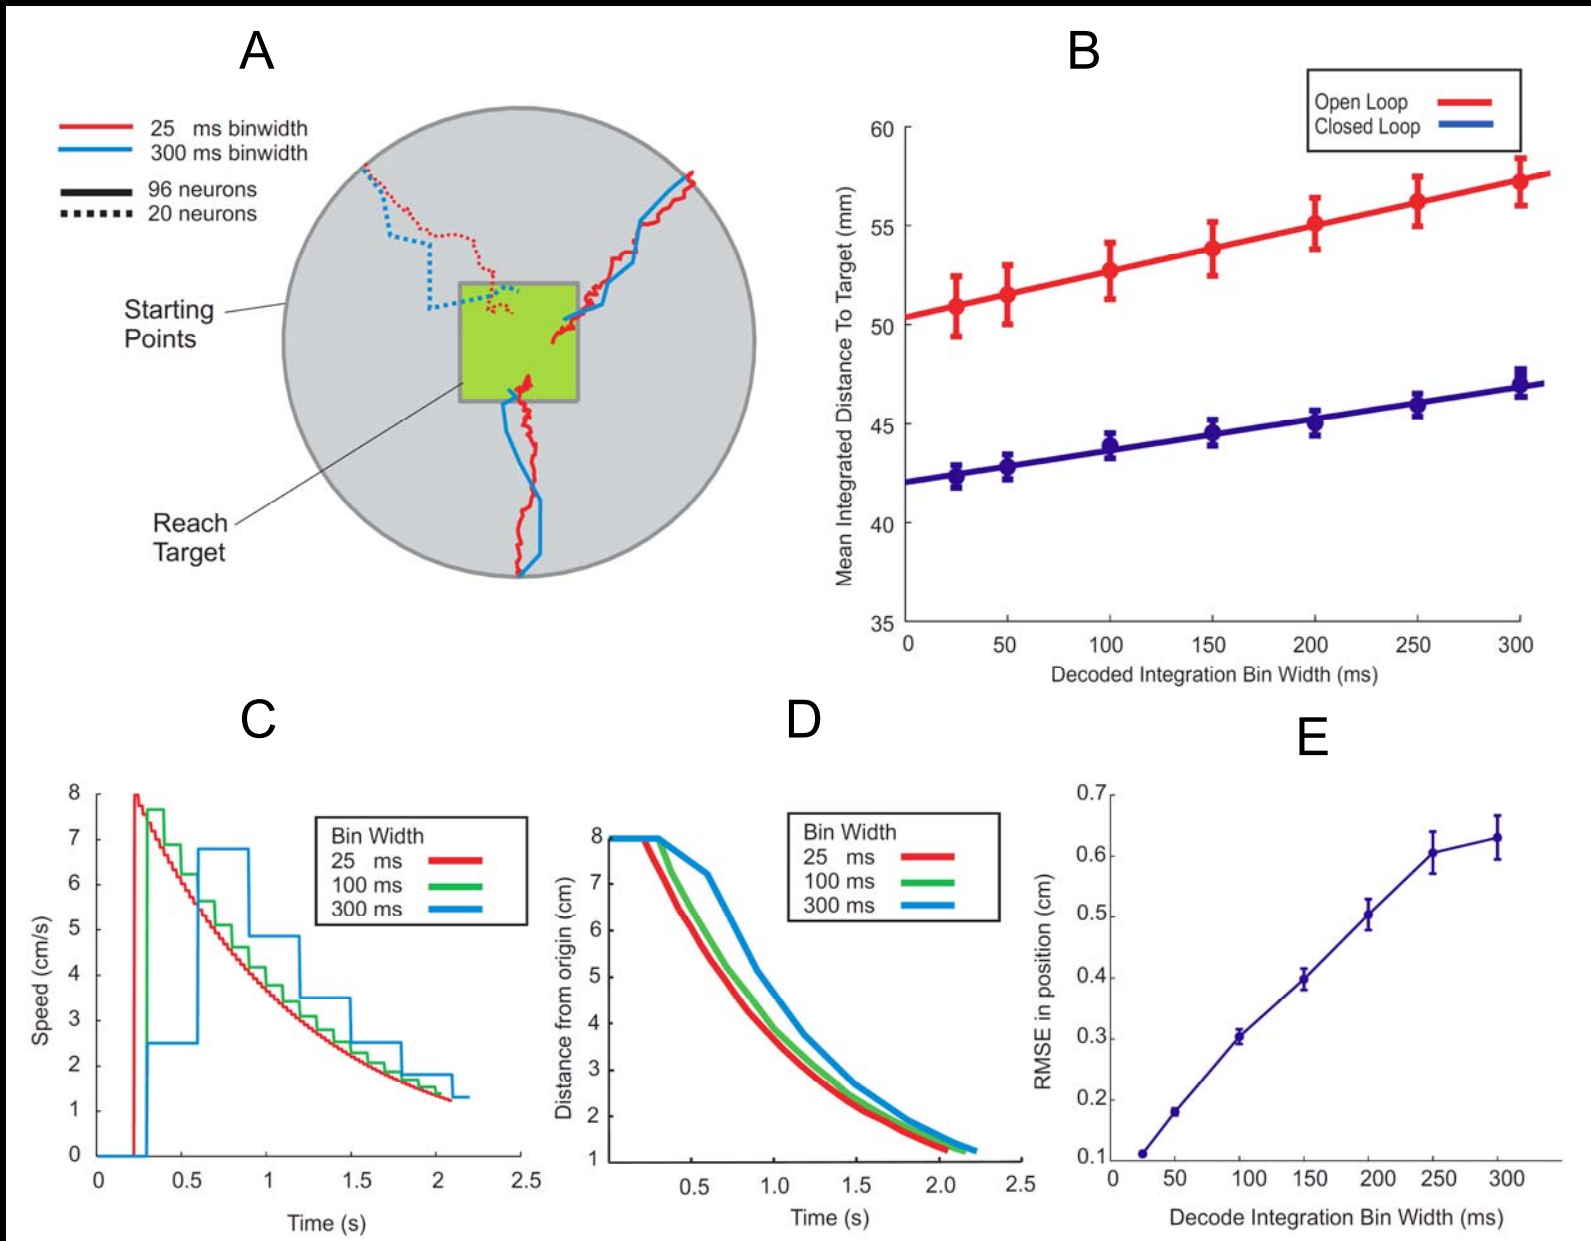 A
25 ms binwidth
300 ms binwidth
96 neurons
20 neurons
Starting
Points
Reach
Target
B
Open Loop
Closed Loop
Mean Integrated Distance To Target (mm)
60
55
50
45
40
35
0 50 100 150 200 250 300
Decoded Integration Bin Width (ms)
C
Bin Width
25 ms
100 ms
300 ms
Speed (cm/s)
8
7
6
5
4
3
2
1
0
0 0.5 1 1.5 2 2.5
Time (s)
D
Bin Width
25 ms
100 ms
300 ms
Distance from origin (cm)
8
7
6
5
4
3
2
1
0.5 1.0 1.5 2.0 2.5
Time (s)
E
RMSE in position (cm)
0.7
0.6
0.5
0.4
0.3
0.2
0.1
0 50 100 150 200 250 300
Decode Integration Bin Width (ms)